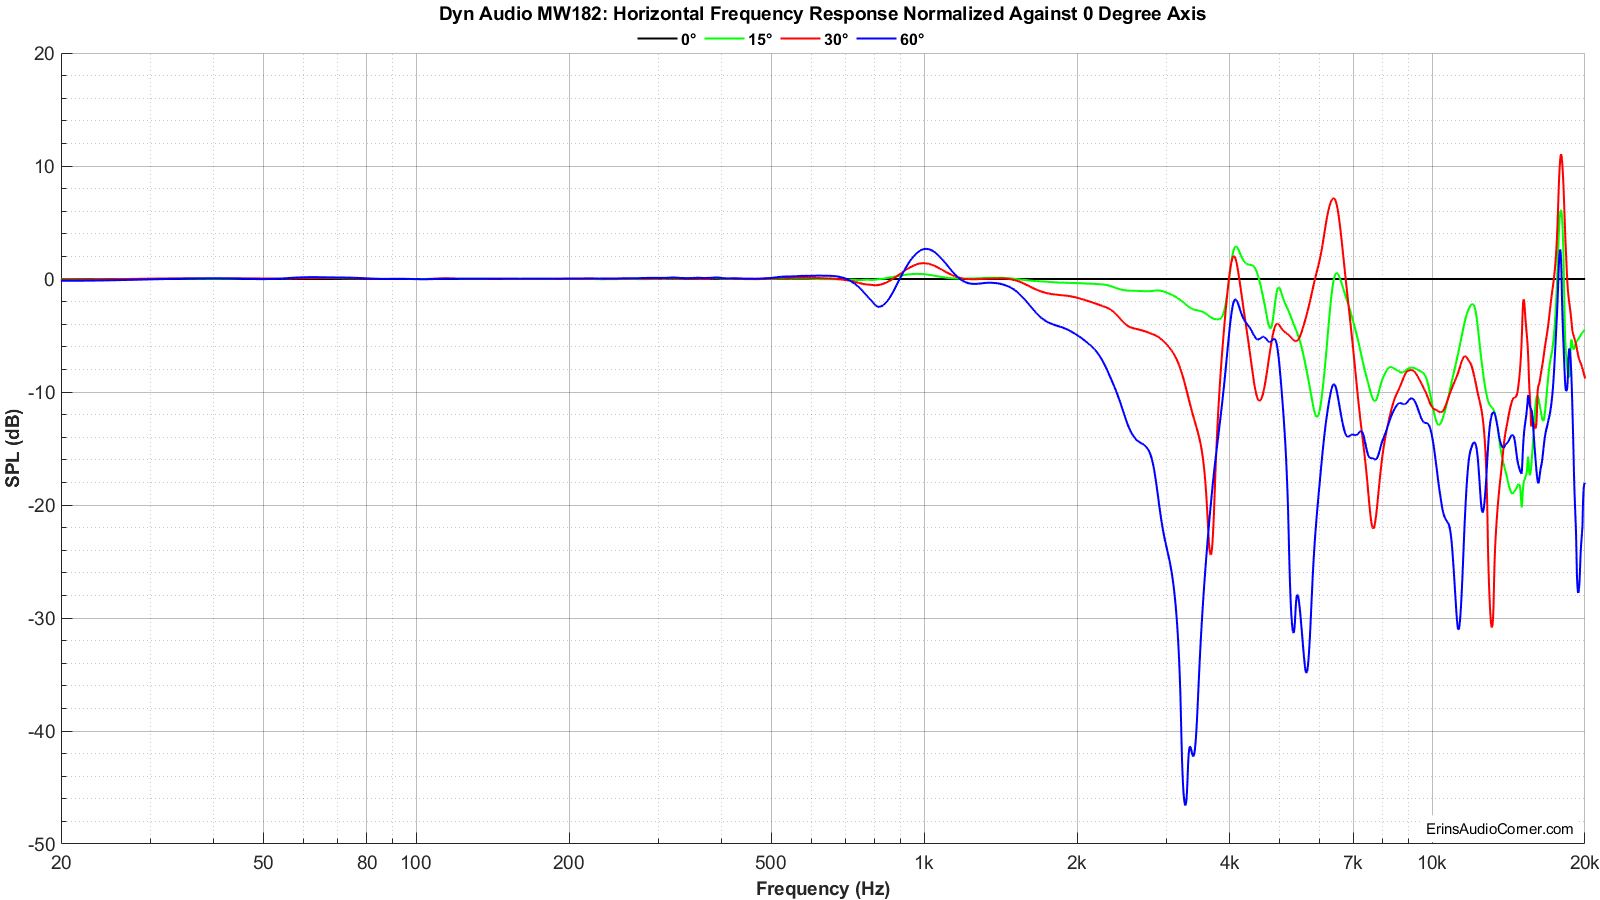 Dyn Audio MW182: Horizontal Frequency Response Normalized Against 0 Degree Axis
0° 15° 30° 60°
20
10
0
-10
-20
-30
-40
-50
SPL (dB)
ErinsAudioCorner.com
20 50 80 100 200 500 1k 2k 4k 7k 10k 20k
Frequency (Hz)